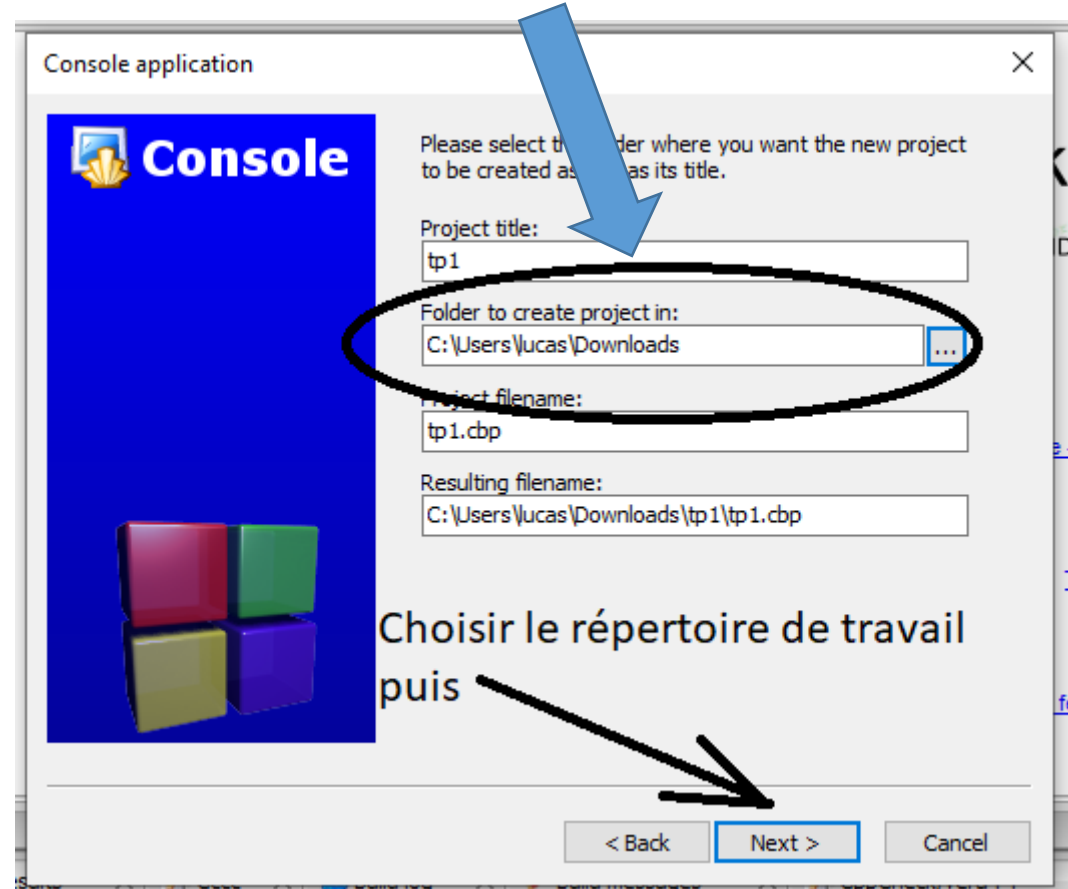 Console application
Console
Please select th der where you want the new project
to be created as as its title.
Project title:
tp1
Folder to create project in:
C:\Users\lucas\Downloads
...
Project filename:
tp1.cbp
Resulting filename:
C:\Users\lucas\Downloads\tp1\tp1.cbp
Choisir le répertoire de travail
puis
< Back
Next >
Cancel